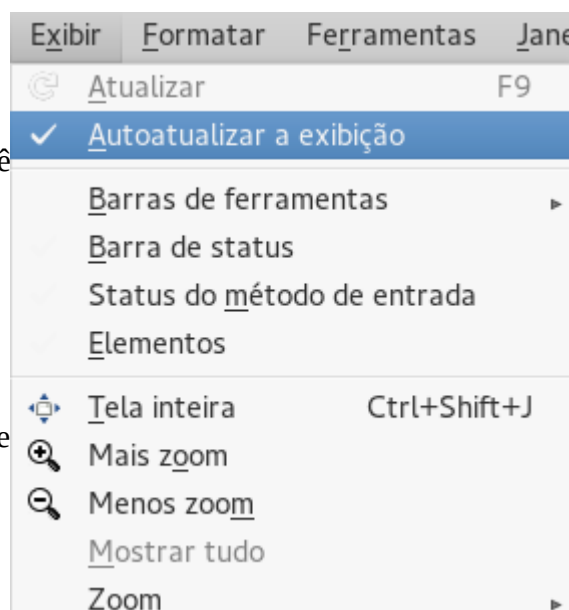 Exibir Formatar Ferramentas Jane
Atualizar F9
Autoatualizar a exibição
ê
Barras de ferramentas
Barra de status
Status do método de entrada
Elementos
Tela inteira Ctrl+Shift+J
e
Mais zoom
Menos zoom
Mostrar tudo
Zoom